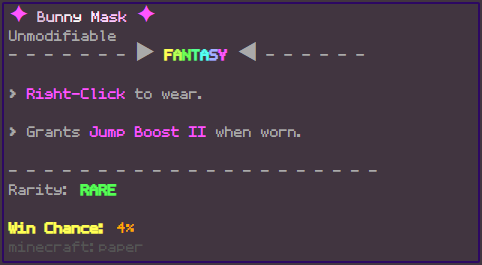 ✦ Bunny Mask ✦
Unmodifiable
- - - - - - - ▶ FANTASY ◀ - - - - - -
> Right-Click to wear.
> Grants Jump Boost II when worn.
- - - - - - - - - - - - - - - - - - - - - -
Rarity: RARE
Win Chance: 4%
minecraft:paper